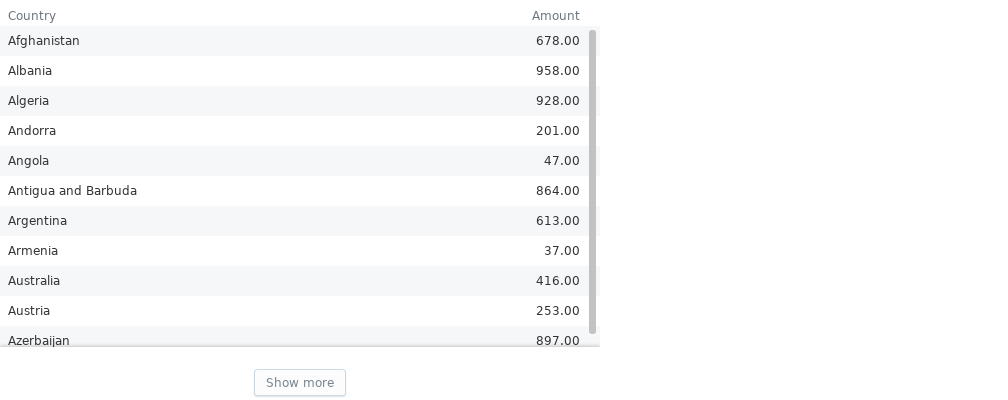 Country Amount
Afghanistan 678.00
Albania 958.00
Algeria 928.00
Andorra 201.00
Angola 47.00
Antigua and Barbuda 864.00
Argentina 613.00
Armenia 37.00
Australia 416.00
Austria 253.00
Azerbaijan 897.00
Show more